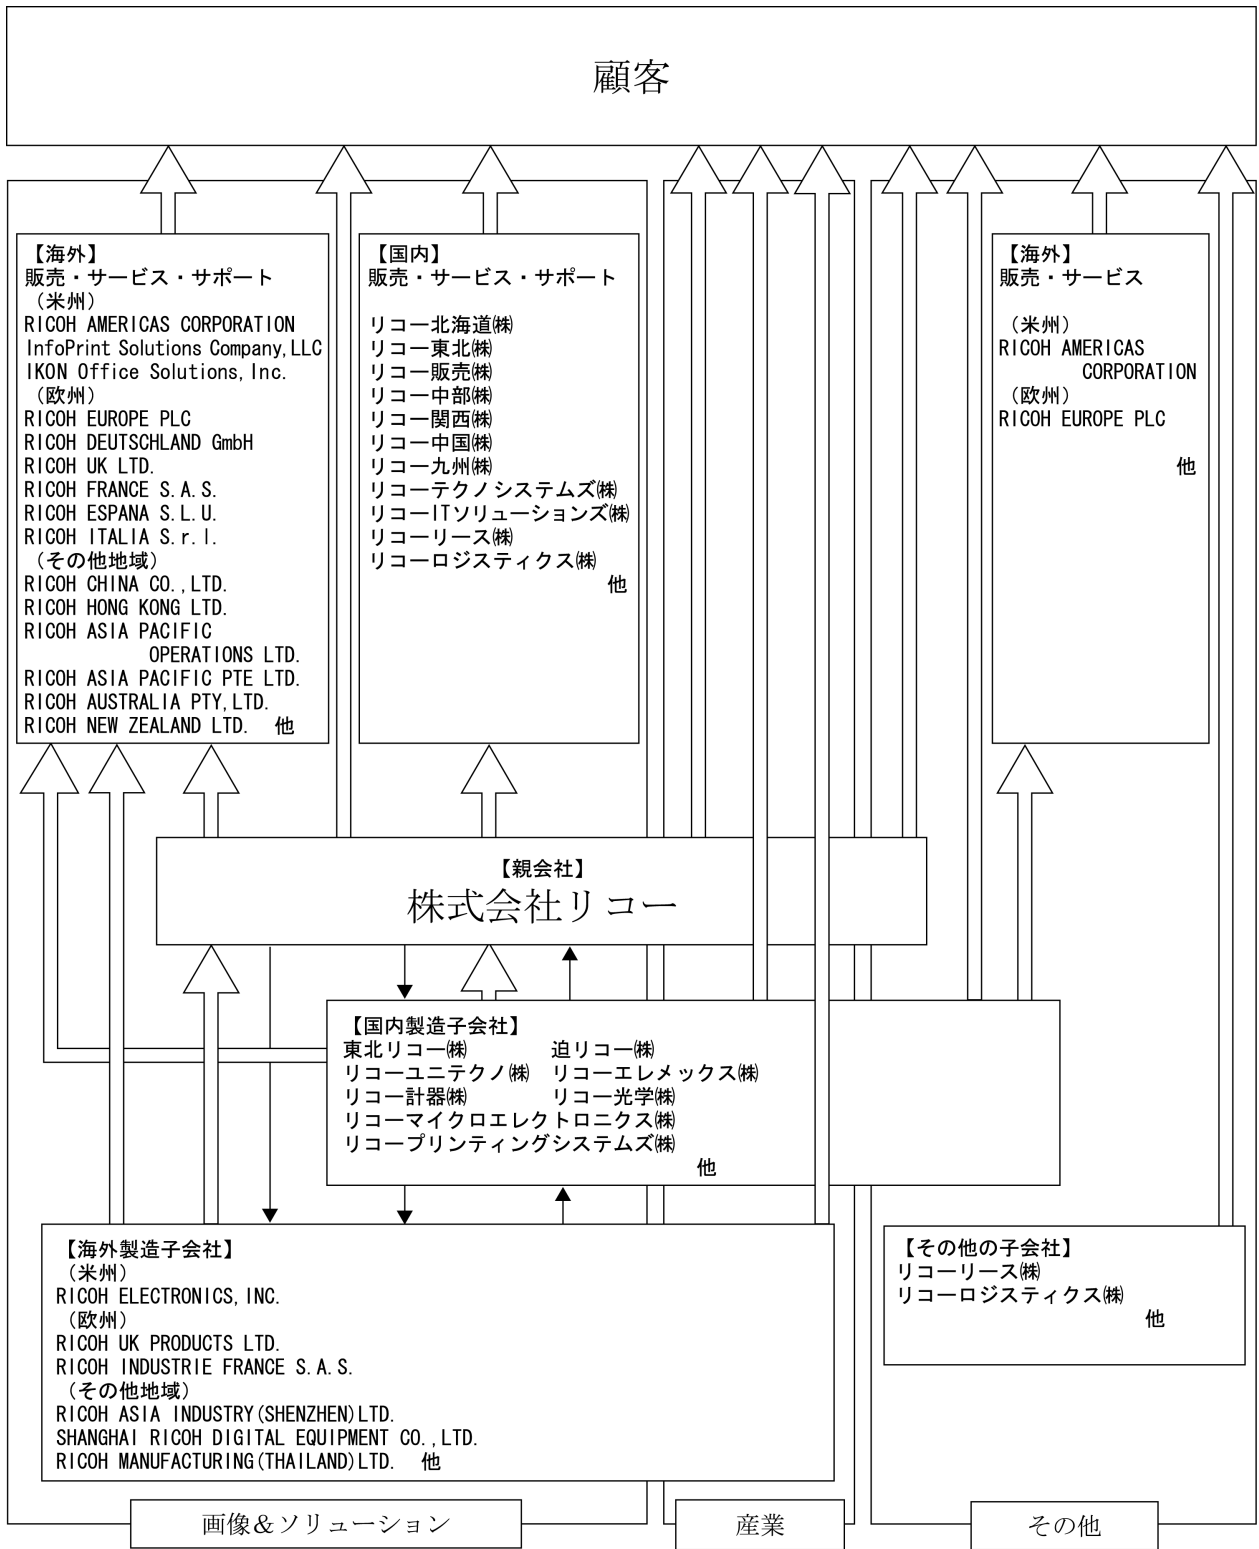 顧客
【海外】
販売・サービス・サポート
（米州）
RICOH AMERICAS CORPORATION
InfoPrint Solutions Company,LLC
IKON Office Solutions,Inc.
（欧州）
RICOH EUROPE PLC
RICOH DEUTSCHLAND GmbH
RICOH UK LTD.
RICOH FRANCE S.A.S.
RICOH ESPANA S.L.U.
RICOH ITALIA S.r.l.
（その他地域）
RICOH CHINA CO.,LTD.
RICOH HONG KONG LTD.
RICOH ASIA PACIFIC
OPERATIONS LTD.
RICOH ASIA PACIFIC PTE LTD.
RICOH AUSTRALIA PTY,LTD.
RICOH NEW ZEALAND LTD. 他
【国内】
販売・サービス・サポート
リコー北海道㈱
リコー東北㈱
リコー販売㈱
リコー中部㈱
リコー関西㈱
リコー中国㈱
リコー九州㈱
リコーテクノシステムズ㈱
リコーITソリューションズ㈱
リコーリース㈱
リコーロジスティクス㈱
他
【海外】
販売・サービス
（米州）
RICOH AMERICAS
CORPORATION
（欧州）
RICOH EUROPE PLC
他
【親会社】
株式会社リコー
【国内製造子会社】
東北リコー㈱ 迫リコー㈱
リコーユニテクノ㈱ リコーエレメックス㈱
リコー計器㈱ リコー光学㈱
リコーマイクロエレクトロニクス㈱
リコープリンティングシステムズ㈱
他
【海外製造子会社】
（米州）
RICOH ELECTRONICS,INC.
（欧州）
RICOH UK PRODUCTS LTD.
RICOH INDUSTRIE FRANCE S.A.S.
（その他地域）
RICOH ASIA INDUSTRY(SHENZHEN)LTD.
SHANGHAI RICOH DIGITAL EQUIPMENT CO.,LTD.
RICOH MANUFACTURING(THAILAND)LTD. 他
【その他の子会社】
リコーリース㈱
リコーロジスティクス㈱
他
画像＆ソリューション
産業
その他